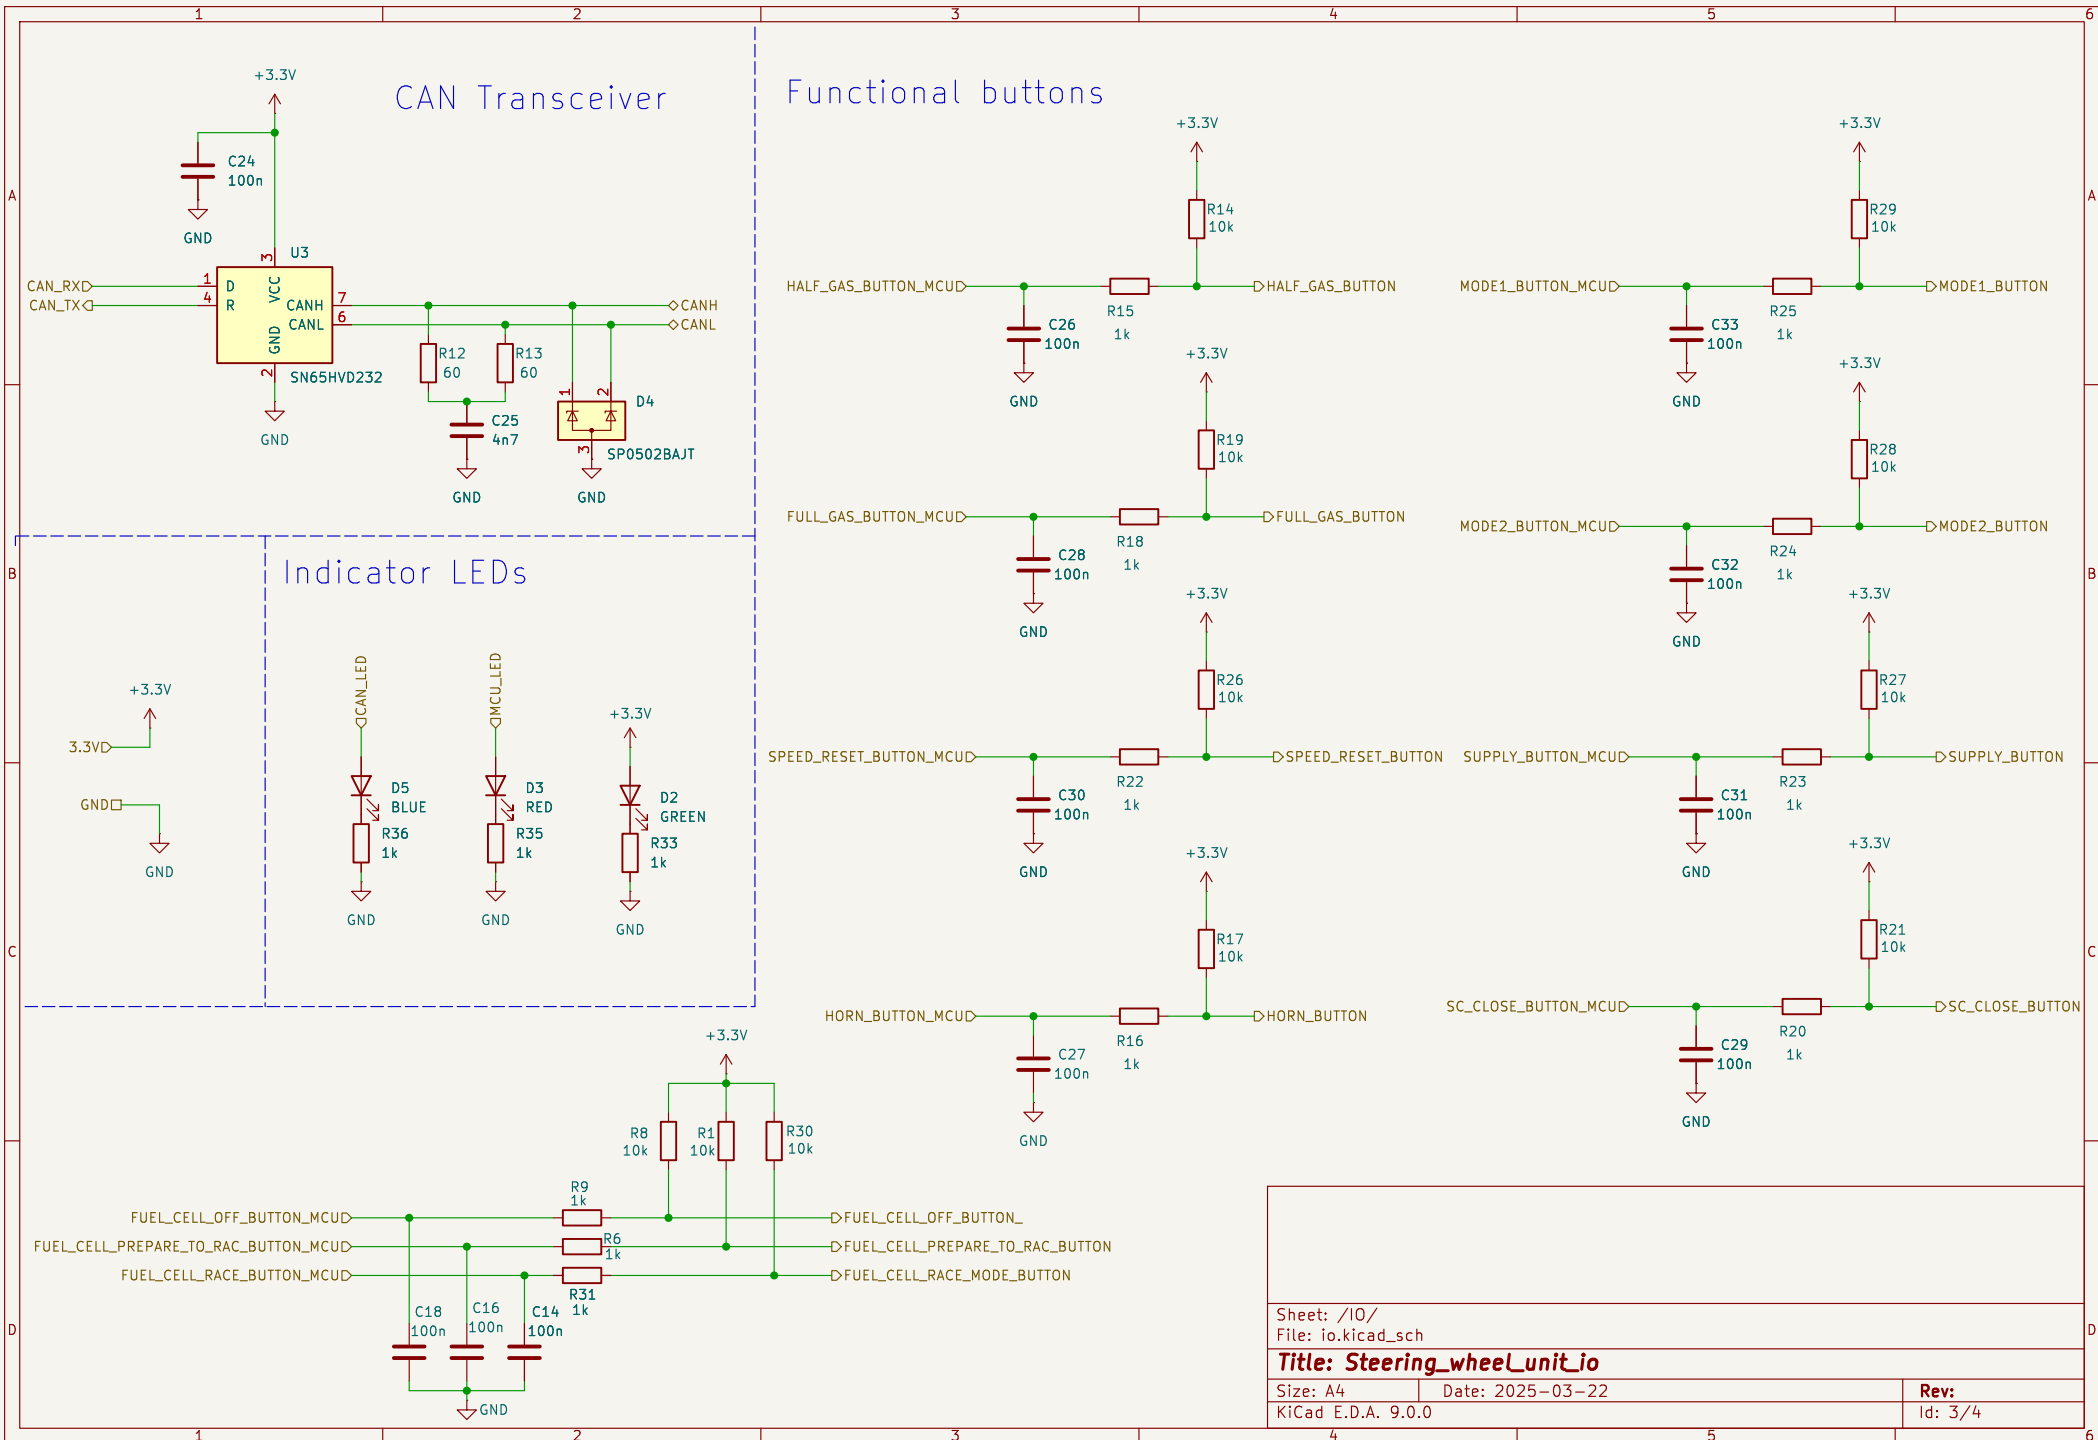 1 2 3 4 5 6
CAN Transceiver
+3.3V
C24
100n
GND
U3
CAN_RX
CAN_TX
1
4
3
D
R
VCC
GND
CANH
CANL
7
6
2
SN65HVD232
GND
CANH
CANL
R12
60
R13
60
C25
4n7
GND
1
2
3
D4
SP0502BAJT
GND
Functional buttons
+3.3V
R14
10k
HALF_GAS_BUTTON_MCU
HALF_GAS_BUTTON
R15
1k
C26
100n
GND
+3.3V
R29
10k
MODE1_BUTTON_MCU
MODE1_BUTTON
R25
1k
C33
100n
GND
+3.3V
R19
10k
FULL_GAS_BUTTON_MCU
FULL_GAS_BUTTON
R18
1k
C28
100n
GND
+3.3V
R28
10k
MODE2_BUTTON_MCU
MODE2_BUTTON
R24
1k
C32
100n
GND
+3.3V
R26
10k
SPEED_RESET_BUTTON_MCU
SPEED_RESET_BUTTON
R22
1k
C30
100n
GND
+3.3V
R27
10k
SUPPLY_BUTTON_MCU
SUPPLY_BUTTON
R23
1k
C31
100n
GND
+3.3V
R17
10k
HORN_BUTTON_MCU
HORN_BUTTON
R16
1k
C27
100n
GND
+3.3V
R21
10k
SC_CLOSE_BUTTON_MCU
SC_CLOSE_BUTTON
R20
1k
C29
100n
GND
Indicator LEDs
+3.3V
3.3V
GND
GND
CAN_LED
D5
BLUE
R36
1k
GND
MCU_LED
D3
RED
R35
1k
GND
+3.3V
D2
GREEN
R33
1k
GND
+3.3V
R8
10k
R1
10k
R30
10k
R9
1k
FUEL_CELL_OFF_BUTTON_MCU
FUEL_CELL_OFF_BUTTON_
R6
1k
FUEL_CELL_PREPARE_TO_RAC_BUTTON_MCU
FUEL_CELL_PREPARE_TO_RAC_BUTTON
FUEL_CELL_RACE_BUTTON_MCU
FUEL_CELL_RACE_MODE_BUTTON
R31
1k
C18
100n
C16
100n
C14
100n
GND
A
A
B
B
C
C
D
D
Sheet: /IO/
File: io.kicad_sch
Title: Steering_wheel_unit_io
Size: A4
Date: 2025-03-22
Rev:
KiCad E.D.A. 9.0.0
Id: 3/4
1 2 3 4 5 6